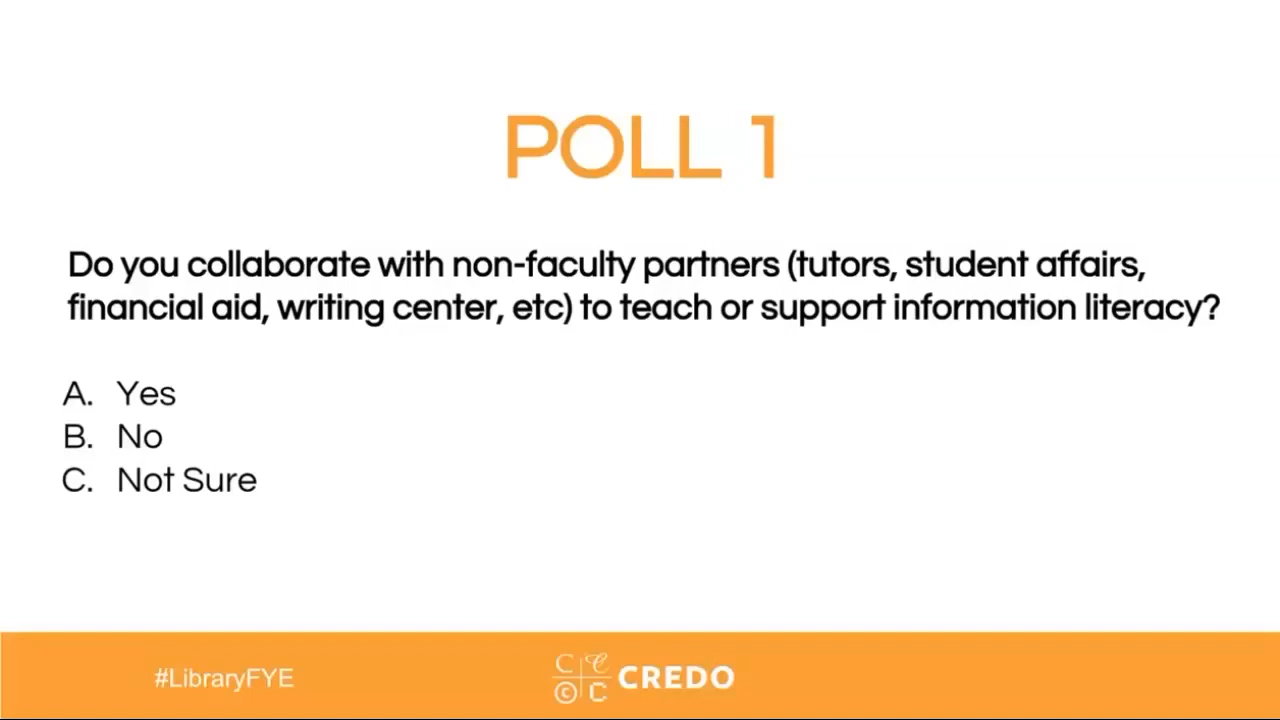 POLL 1
Do you collaborate with non-faculty partners (tutors, student affairs,
financial aid, writing center, etc) to teach or support information literacy?
A. Yes
B. No
C. Not Sure
#LibraryFYE
C C © C CREDO